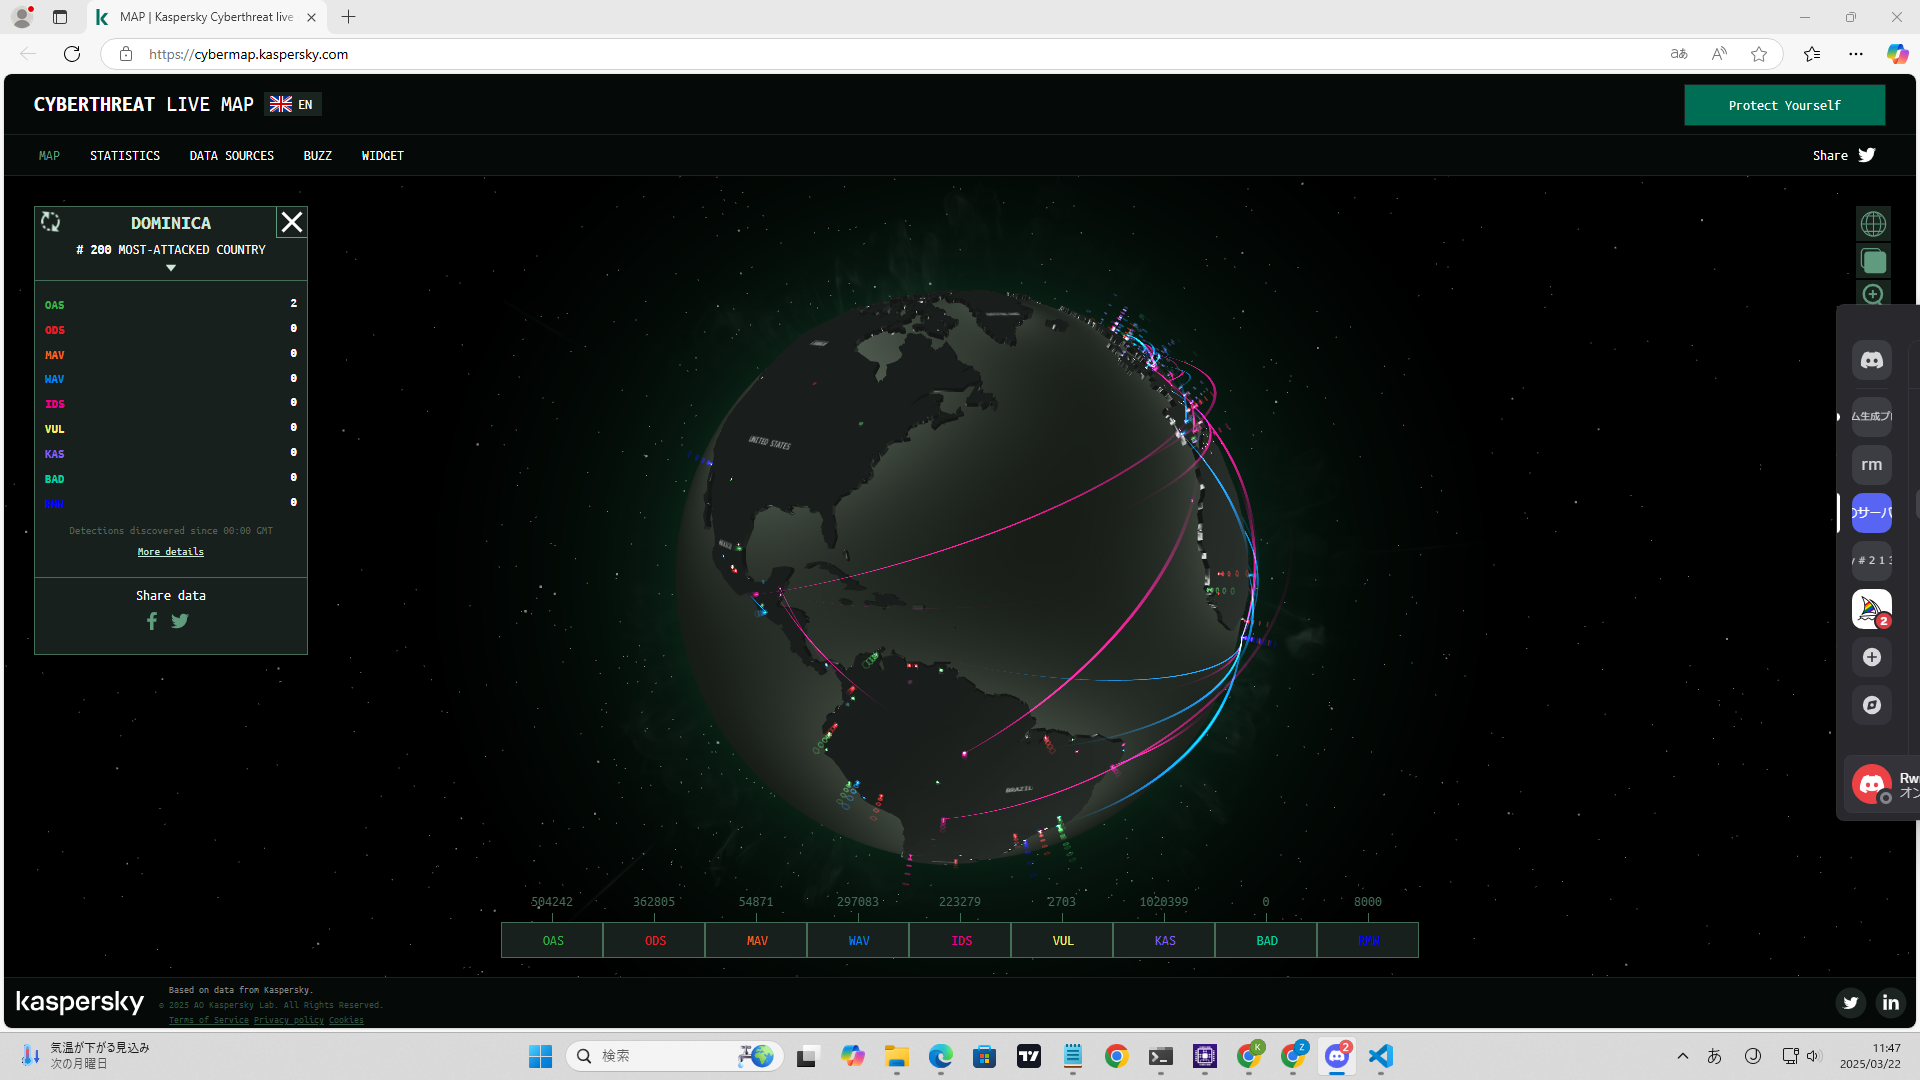 MAP | Kaspersky Cyberthreat live
https://cybermap.kaspersky.com
CYBERTHREAT LIVE MAP EN
Protect Yourself
MAP STATISTICS DATA SOURCES BUZZ WIDGET
Share
DOMINICA
# 200 MOST-ATTACKED COUNTRY
OAS 2
ODS 0
MAV 0
WAV 0
IDS 0
VUL 0
KAS 0
BAD 0
RMW 0
Detections discovered since 00:00 GMT
More details
Share data
UNITED STATES
BRAZIL
ム生成プ
rm
のサーバ
# 2 1 3
2
Rw
オン
504242 362805 54871 297083 223279 2703 1020399 0 8000
OAS ODS MAV WAV IDS VUL KAS BAD RMW
kaspersky
Based on data from Kaspersky.
© 2025 AO Kaspersky Lab. All Rights Reserved.
Terms of Service Privacy policy Cookies
気温が下がる見込み
次の月曜日
検索
K
Z
2
あ
11:47
2025/03/22